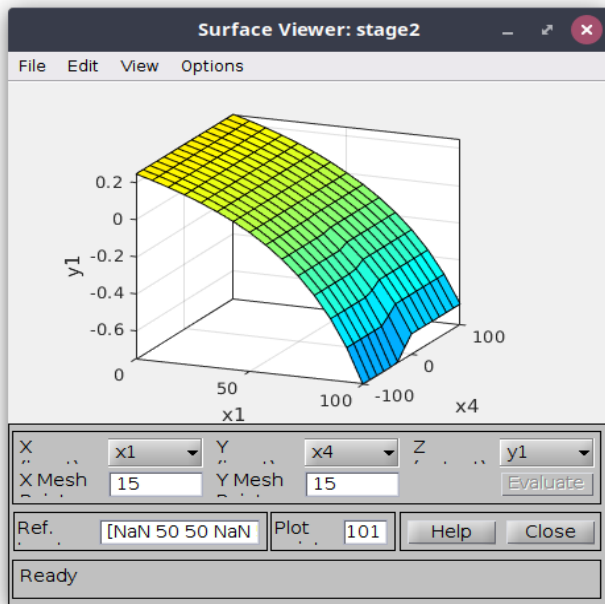 Surface Viewer: stage2
File Edit View Options
0.2
0
-0.2
-0.4
-0.6
y1
0
50
100
x1
-100
0
100
x4
X x1 Y x4 Z y1
X Mesh 15 Y Mesh 15 Evaluate
Ref. [NaN 50 50 NaN Plot 101 Help Close
Ready